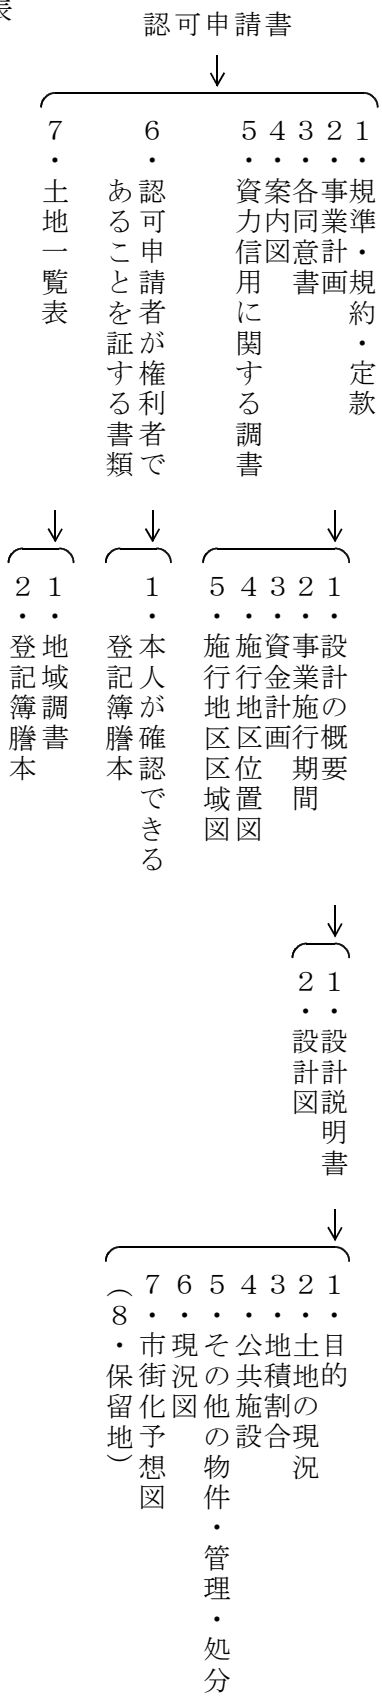 認可申請書
1・規準・規約・定款
2・事業計画
3・各同意書
4・案内図
5・資力信用に関する調書
6・認可申請者が権利者で
あることを証する書類
7・土地一覧表
1・設計の概要
2・事業施行期間
3・資金計画
4・施行地区位置図
5・施行地区区域図
1・本人が確認できる
登記簿謄本
1・地域調書
2・登記簿謄本
1・設計説明書
2・設計図
1・目的
2・土地の現況
3・地積割合
4・公共施設
5・その他の物件・管理・処分
6・現況図
7・市街化予想図
(8・保留地)